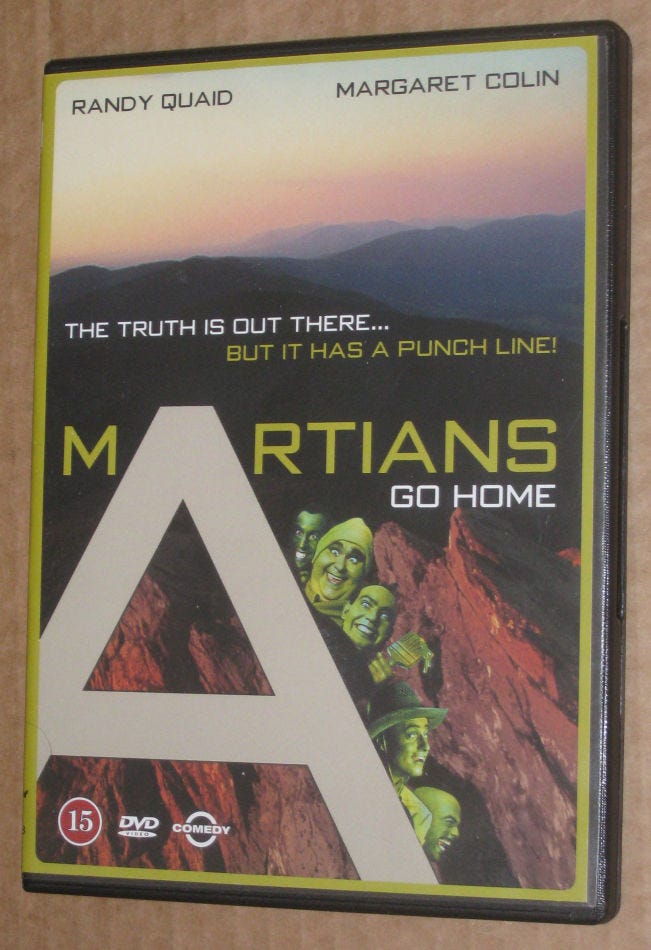 RANDY QUAID
MARGARET COLIN
THE TRUTH IS OUT THERE...
BUT IT HAS A PUNCH LINE!
MARTIANS
GO HOME
15
DVD
VIDEO
COMEDY